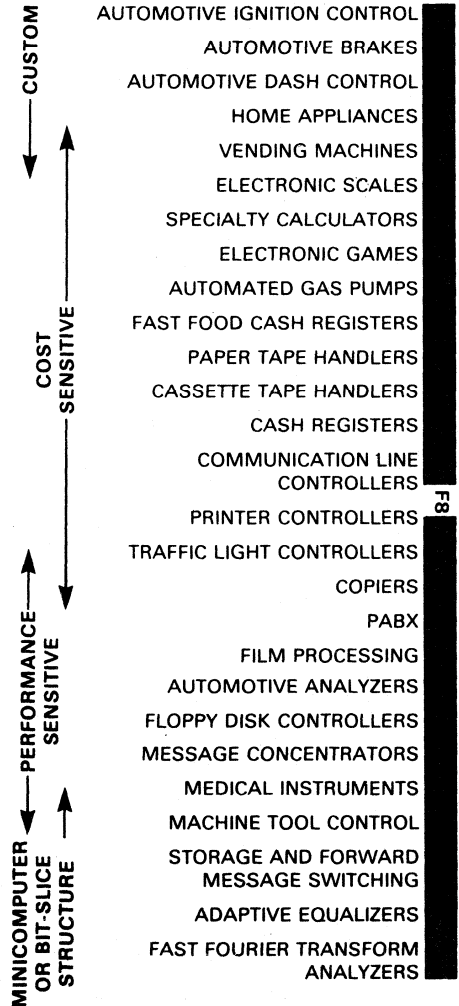 CUSTOM
COST
SENSITIVE
PERFORMANCE
SENSITIVE
MINICOMPUTER
OR BIT-SLICE
STRUCTURE
AUTOMOTIVE IGNITION CONTROL
AUTOMOTIVE BRAKES
AUTOMOTIVE DASH CONTROL
HOME APPLIANCES
VENDING MACHINES
ELECTRONIC SCALES
SPECIALTY CALCULATORS
ELECTRONIC GAMES
AUTOMATED GAS PUMPS
FAST FOOD CASH REGISTERS
PAPER TAPE HANDLERS
CASSETTE TAPE HANDLERS
CASH REGISTERS
COMMUNICATION LINE
CONTROLLERS
PRINTER CONTROLLERS
TRAFFIC LIGHT CONTROLLERS
COPIERS
PABX
FILM PROCESSING
AUTOMOTIVE ANALYZERS
FLOPPY DISK CONTROLLERS
MESSAGE CONCENTRATORS
MEDICAL INSTRUMENTS
MACHINE TOOL CONTROL
STORAGE AND FORWARD
MESSAGE SWITCHING
ADAPTIVE EQUALIZERS
FAST FOURIER TRANSFORM
ANALYZERS
F8